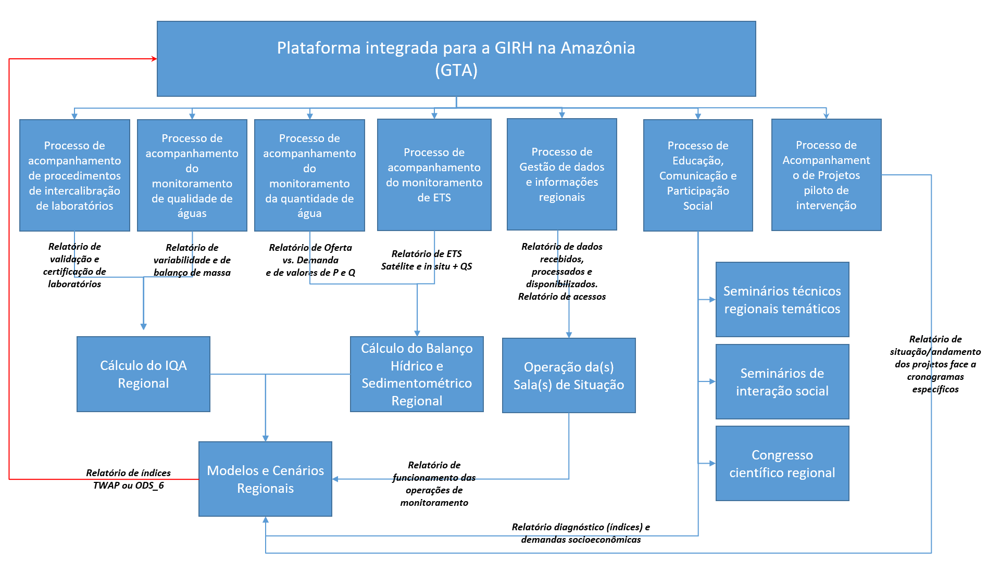 Plataforma integrada para a GIRH na Amazônia
(GTA)
Processo de
acompanhamento
de procedimentos
de intercalibração
de laboratórios
Processo de
acompanhamento
do
monitoramento
de qualidade de
águas
Processo de
acompanhamento
do
monitoramento
da quantidade de
água
Processo de
acompanhamento
do monitoramento
de ETS
Processo de
Gestão de dados
e informações
regionais
Processo de
Educação,
Comunicação e
Participação
Social
Processo de
Acompanhament
o de Projetos
piloto de
intervenção
Relatório de
validação e
certificação de
laboratórios
Relatório de
variabilidade e de
balanço de massa
Relatório de Oferta
vs. Demanda
e de valores de P e Q
Relatório de ETS
Satélite e in situ + QS
Relatório de dados
recebidos,
processados e
disponibilizados.
Relatório de acessos
Seminários técnicos
regionais temáticos
Cálculo do IQA
Regional
Cálculo do Balanço
Hídrico e
Sedimentométrico
Regional
Operação da(s)
Sala(s) de Situação
Seminários de
interação social
Relatório de
situação/andamento
dos projetos face a
cronogramas
específicos
Congresso
científico regional
Relatório de índices
TWAP ou ODS_6
Modelos e Cenários
Regionais
Relatório de
funcionamento das
operações de
monitoramento
Relatório diagnóstico (índices) e
demandas socioeconômicas